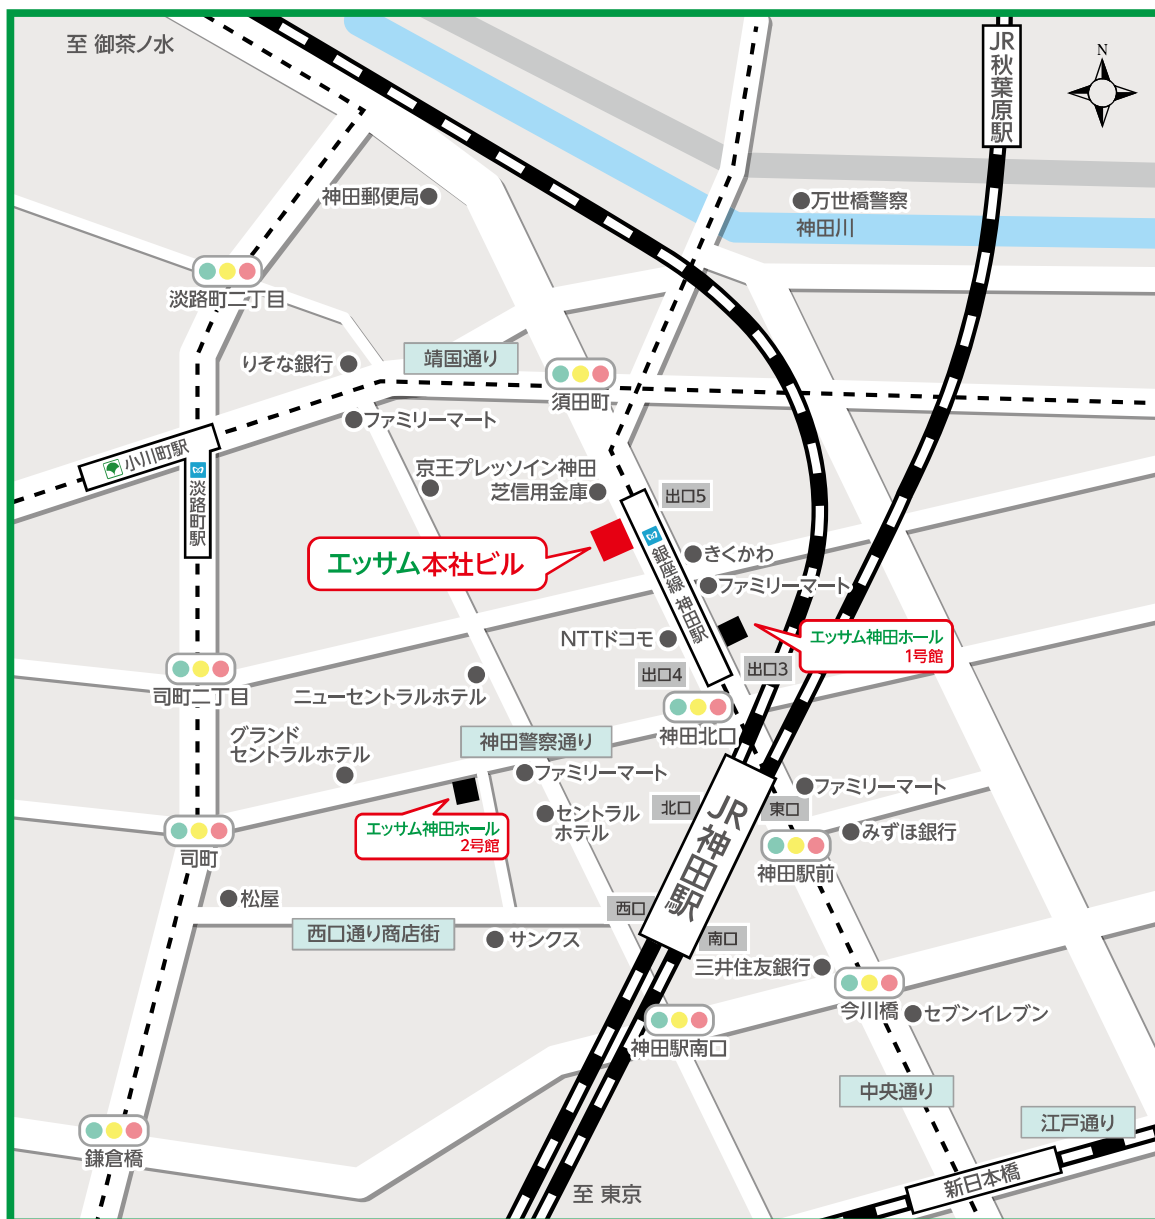 至 御茶ノ水
JR秋葉原駅
N
神田郵便局
万世橋警察
神田川
淡路町二丁目
りそな銀行
靖国通り
須田町
ファミリーマート
小川町駅
淡路町駅
京王プレッソイン神田
芝信用金庫
出口5
エッサム本社ビル
銀座線 神田駅
きくかわ
ファミリーマート
NTTドコモ
エッサム神田ホール
1号館
出口4
出口3
司町二丁目
ニューセントラルホテル
神田北口
神田警察通り
グランド
セントラルホテル
ファミリーマート
ファミリーマート
エッサム神田ホール
2号館
セントラル
ホテル
北口
東口
JR神田駅
みずほ銀行
司町
神田駅前
松屋
西口
西口通り商店街
サンクス
南口
三井住友銀行
今川橋
セブンイレブン
神田駅南口
中央通り
江戸通り
鎌倉橋
新日本橋
至 東京